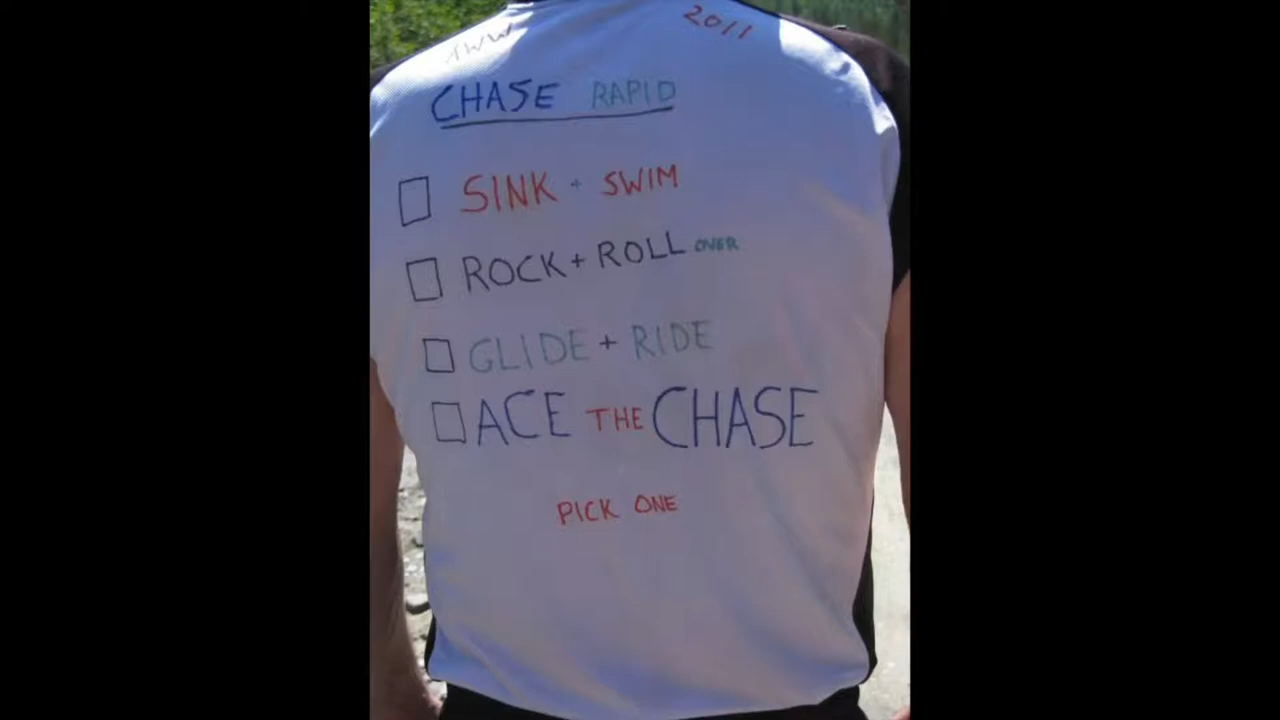 2011
CHASE RAPID
SINK + SWIM
ROCK + ROLL OVER
GLIDE + RIDE
ACE THE CHASE
PICK ONE